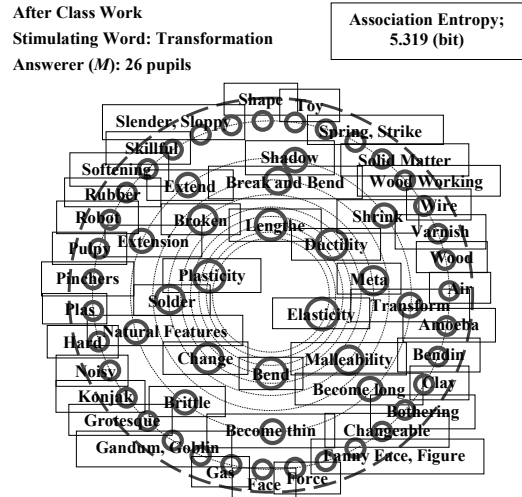 After Class Work
Stimulating Word: Transformation
Answerer (M): 26 pupils
Association Entropy;
5.319 (bit)
Shape
Toy
Slender, Sloppy
Spring, Strike
Skillful
Shadow
Solid Matter
Softening
Extend
Break and Bend
Wood Working
Rubber
Wire
Robot
Broken
Lengthe
Shrink
Varnish
Pulpy
Extension
Ductility
Wood
Pinchers
Plasticity
Meta
Air
Plas
Solder
Elasticity
Transform
Amoeba
Hard
Natural Features
Noisy
Change
Bend
Malleability
Bendin
Konjak
Brittle
Become long
Clay
Grotesque
Become thin
Changeable
Bothering
Gandum, Goblin
Fanny Face, Figure
Gas
Face
Force